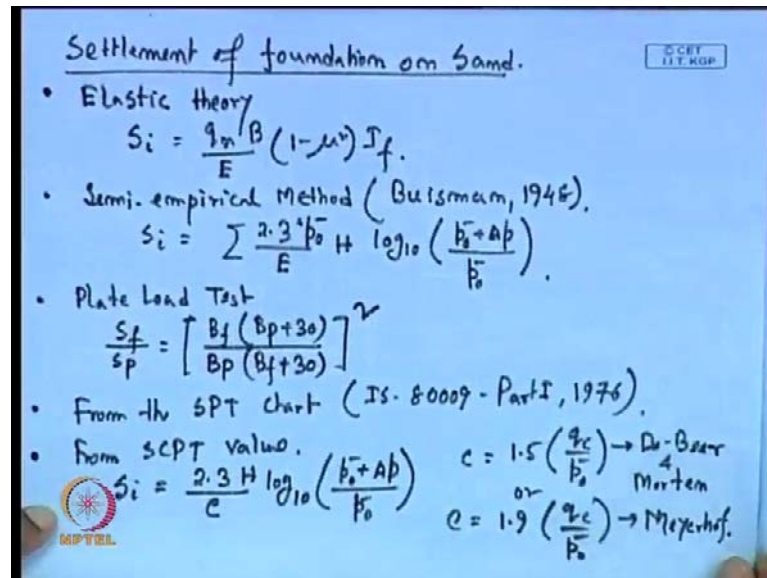 Settlement of foundation on Sand.
© CET
I.I.T. KGP
• Elastic theory
Si = qn B / E (1-μ²) If.
• Semi-empirical Method (Buisman, 1948).
Si = Σ 2.3 p̄o / E H log10 (p̄o + Δp / p̄o).
• Plate Load Test
Sf / Sp = [Bf (Bp+30) / Bp (Bf+30)]²
• From the SPT chart (IS. 80009 - Part I, 1976).
• From SCPT value.
Si = 2.3 H / C log10 (p̄o + Δp / p̄o)
C = 1.5 (qc / p̄o) → De-Beer & Marten
or
C = 1.9 (qc / p̄o) → Meyerhof.
NPTEL